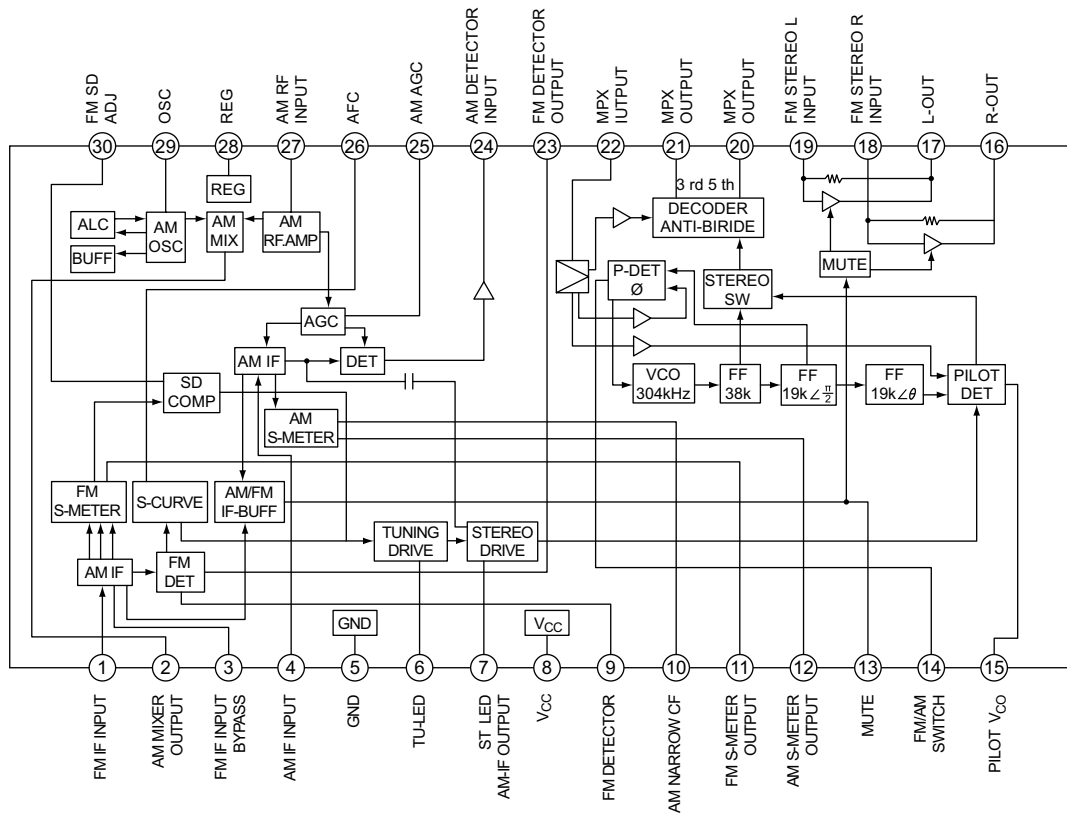 FM SD
ADJ
OSC
REG
AM RF
INPUT
AFC
AM AGC
AM DETECTOR
INPUT
FM DETECTOR
OUTPUT
MPX
IUTPUT
MPX
OUTPUT
MPX
OUTPUT
FM STEREO L
INPUT
FM STEREO R
INPUT
L-OUT
R-OUT
30 29 28 27 26 25 24 23 22 21 20 19 18 17 16
REG
3 rd 5 th
ALC
AM
OSC
AM
MIX
AM
RF.AMP
DECODER
ANTI-BIRIDE
BUFF
MUTE
P-DET
Ø
STEREO
SW
AGC
AM IF
DET
SD
COMP
VCO
304kHz
FF
38k
FF
19k∠π/2
FF
19k∠θ
PILOT
DET
AM
S-METER
FM
S-METER
S-CURVE
AM/FM
IF-BUFF
TUNING
DRIVE
STEREO
DRIVE
AM IF
FM
DET
GND
VCC
1 2 3 4 5 6 7 8 9 10 11 12 13 14 15
FM IF INPUT
AM MIXER
OUTPUT
FM IF INPUT
BYPASS
AM IF INPUT
GND
TU-LED
ST LED
AM-IF OUTPUT
VCC
FM DETECTOR
AM NARROW CF
FM S-METER
OUTPUT
AM S-METER
OUTPUT
MUTE
FM/AM
SWITCH
PILOT VCO